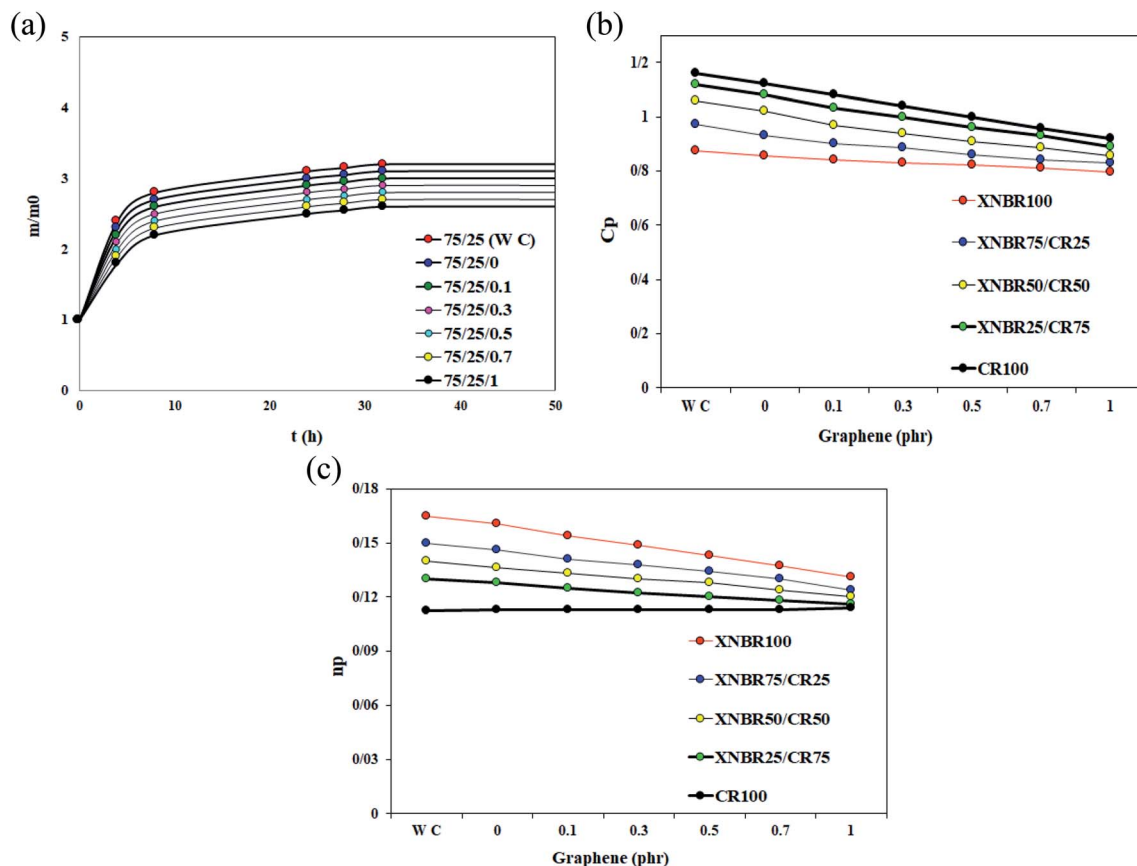 (a)
5
4
3
2
1
0
m/m0
0 10 20 30 40 50
t (h)
75/25 (W C)
75/25/0
75/25/0.1
75/25/0.3
75/25/0.5
75/25/0.7
75/25/1
(b)
1/2
1
0/8
0/6
0/4
0/2
0
Cp
W C 0 0.1 0.3 0.5 0.7 1
Graphene (phr)
XNBR100
XNBR75/CR25
XNBR50/CR50
XNBR25/CR75
CR100
(c)
0/18
0/15
0/12
0/09
0/06
0/03
0
np
W C 0 0.1 0.3 0.5 0.7 1
Graphene (phr)
XNBR100
XNBR75/CR25
XNBR50/CR50
XNBR25/CR75
CR100